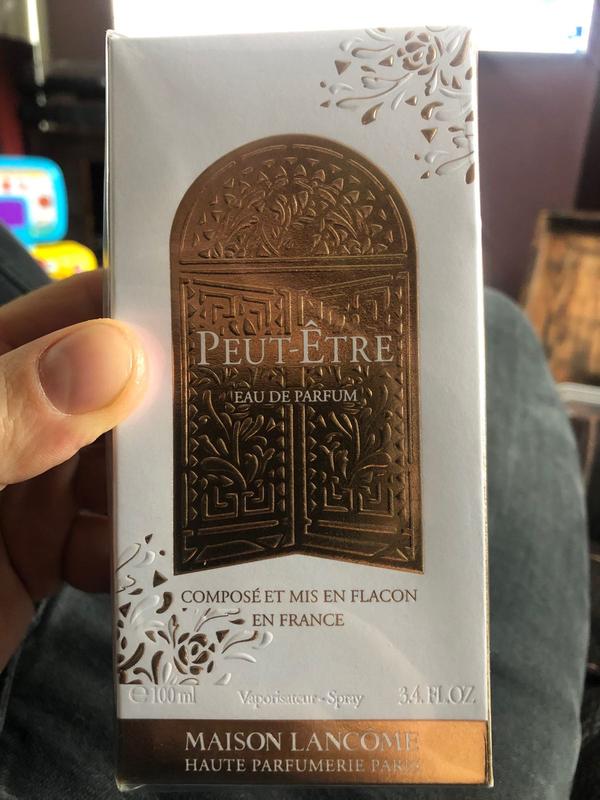 PEUT-ÊTRE
EAU DE PARFUM
COMPOSÉ ET MIS EN FLACON
EN FRANCE
℮ 100 ml Vaporisateur - Spray 3.4. FL.OZ.
MAISON LANCÔME
HAUTE PARFUMERIE PARIS